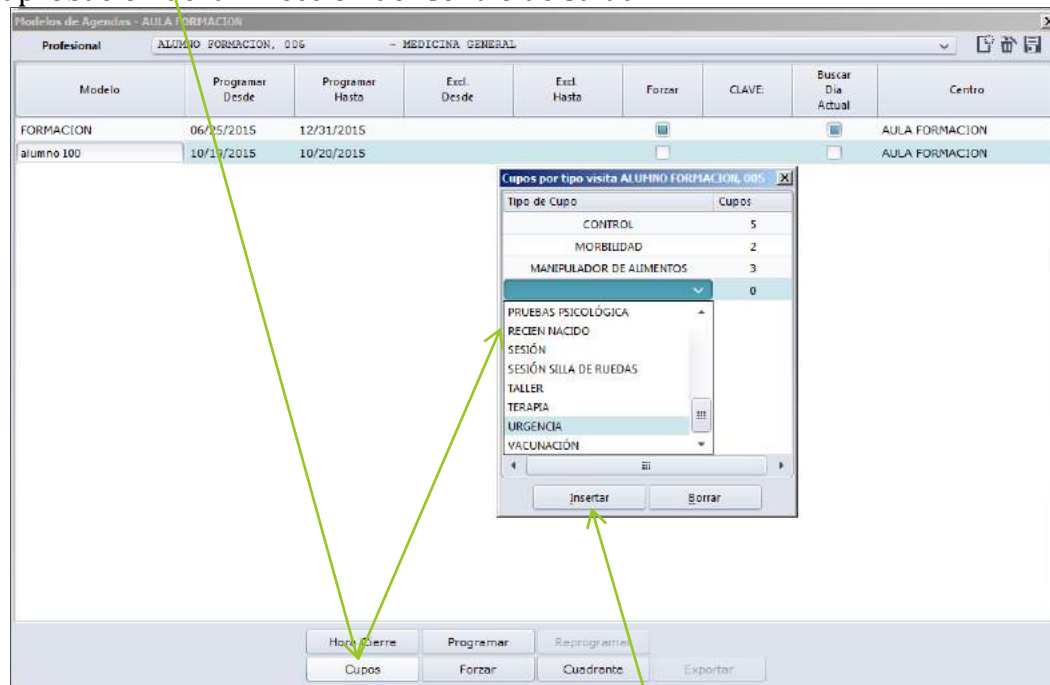 Modelos de Agendas - AULA FORMACION
Profesional ALUMNO FORMACION, 006 - MEDICINA GENERAL
Modelo Programar Desde Programar Hasta Excl. Desde Excl. Hasta Forzar CLAVE: Buscar Dia Actual Centro
FORMACION 06/25/2015 12/31/2015 AULA FORMACION
alumno 100 10/19/2015 10/20/2015 AULA FORMACION
Cupos por tipo visita ALUMNO FORMACION, 005
Tipo de Cupo Cupos
CONTROL 5
MORBILIDAD 2
MANIPULADOR DE ALIMENTOS 3
0
PRUEBAS PSICOLÓGICA
RECIEN NACIDO
SESIÓN
SESIÓN SILLA DE RUEDAS
TALLER
TERAPIA
URGENCIA
VACUNACIÓN
Insertar Borrar
Hora Cierre Programar Reprogramar
Cupos Forzar Cuadrante Exportar